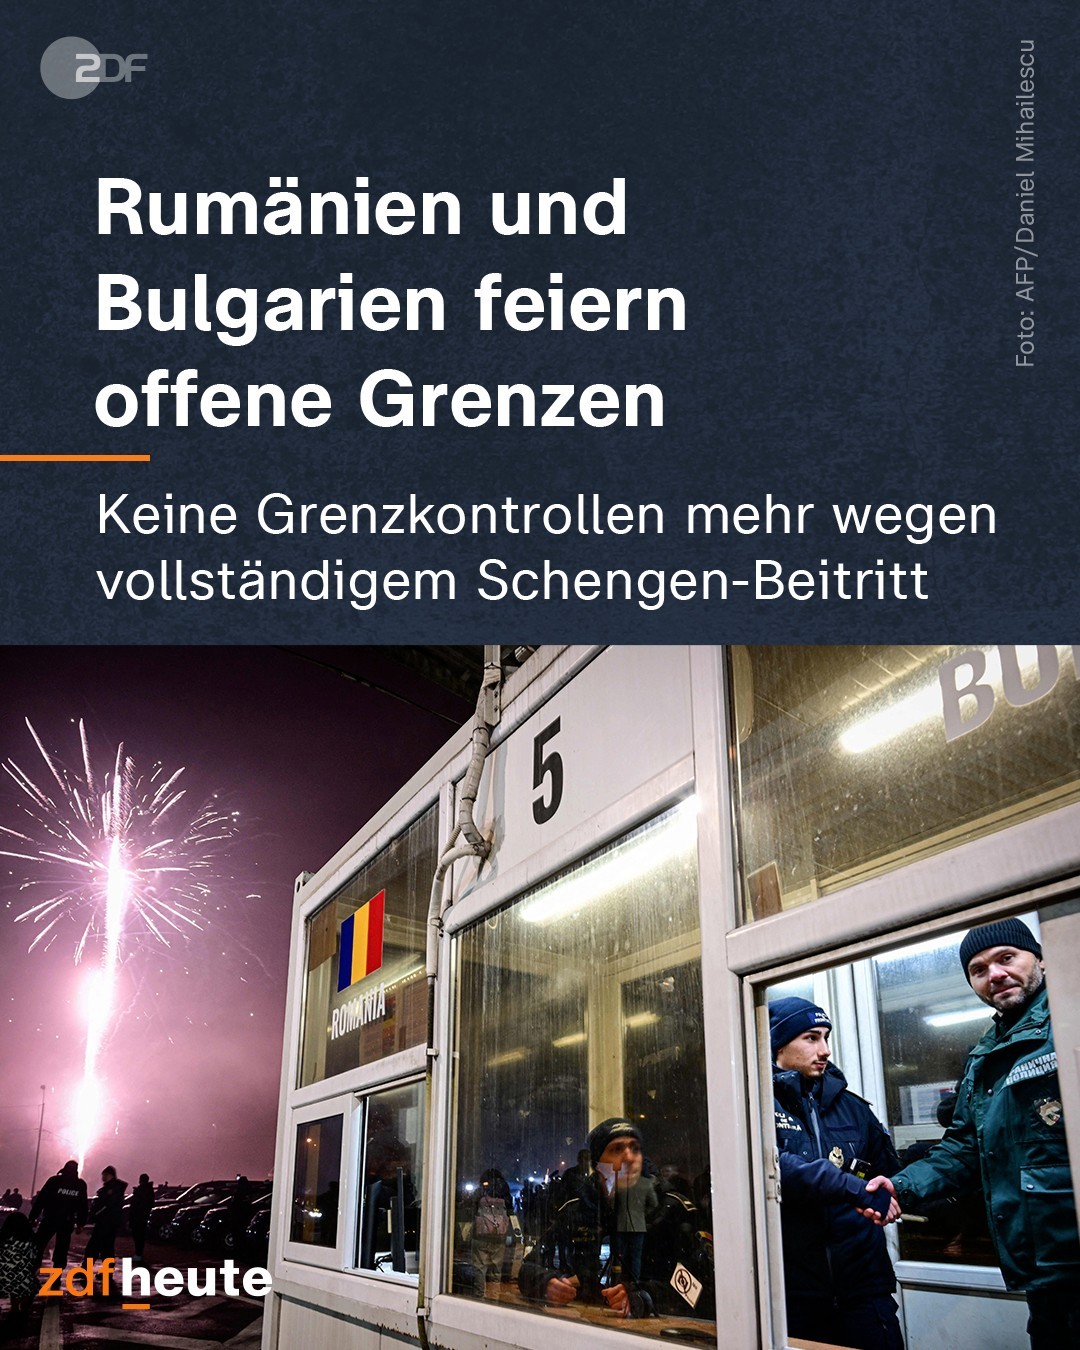 ZDF
Foto: AFP/Daniel Mihailescu
Rumänien und
Bulgarien feiern
offene Grenzen
Keine Grenzkontrollen mehr wegen
vollständigem Schengen-Beitritt
5
BU
ROMANIA
POLICE
zdfheute